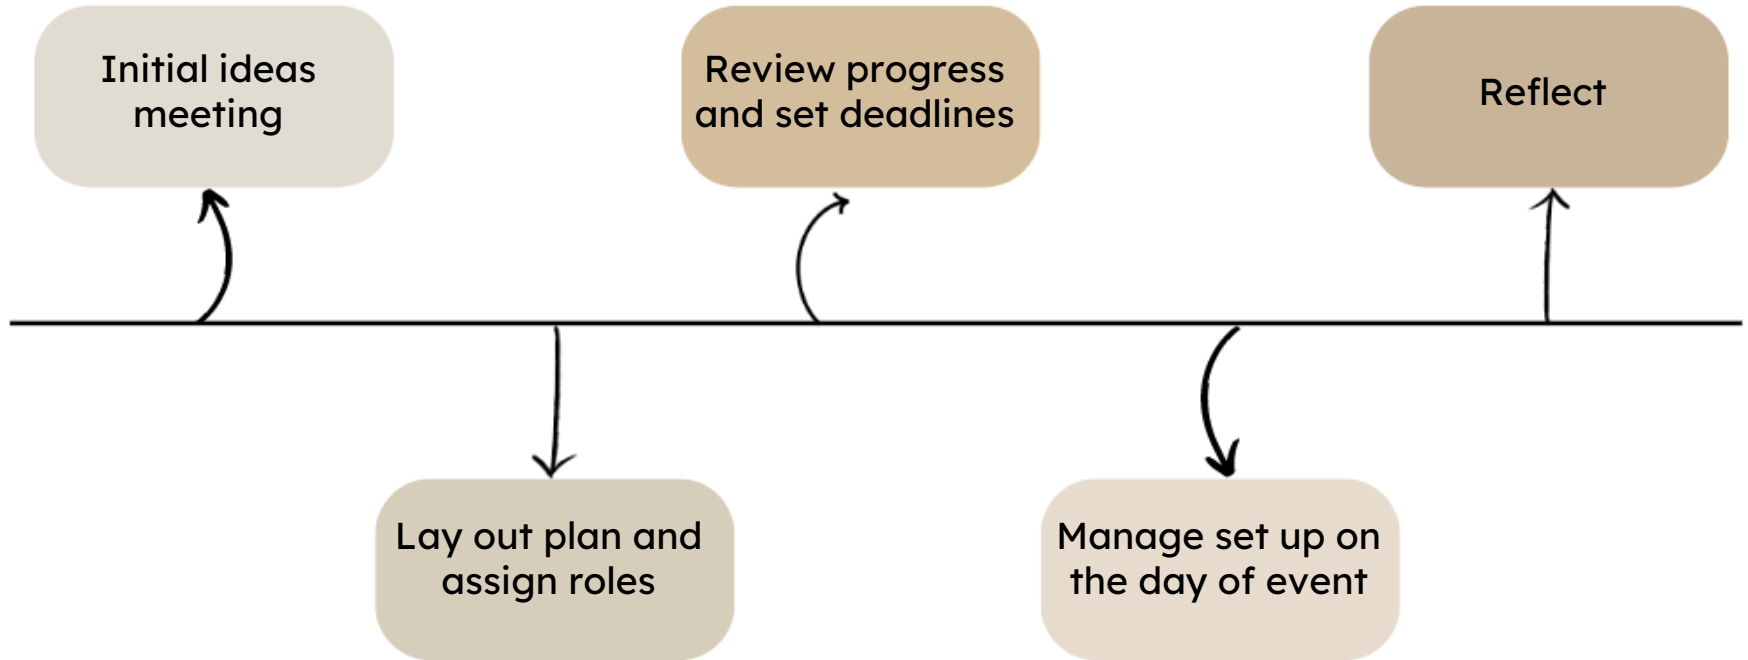 Initial ideas
meeting
Lay out plan and
assign roles
Review progress
and set deadlines
Manage set up on
the day of event
Reflect